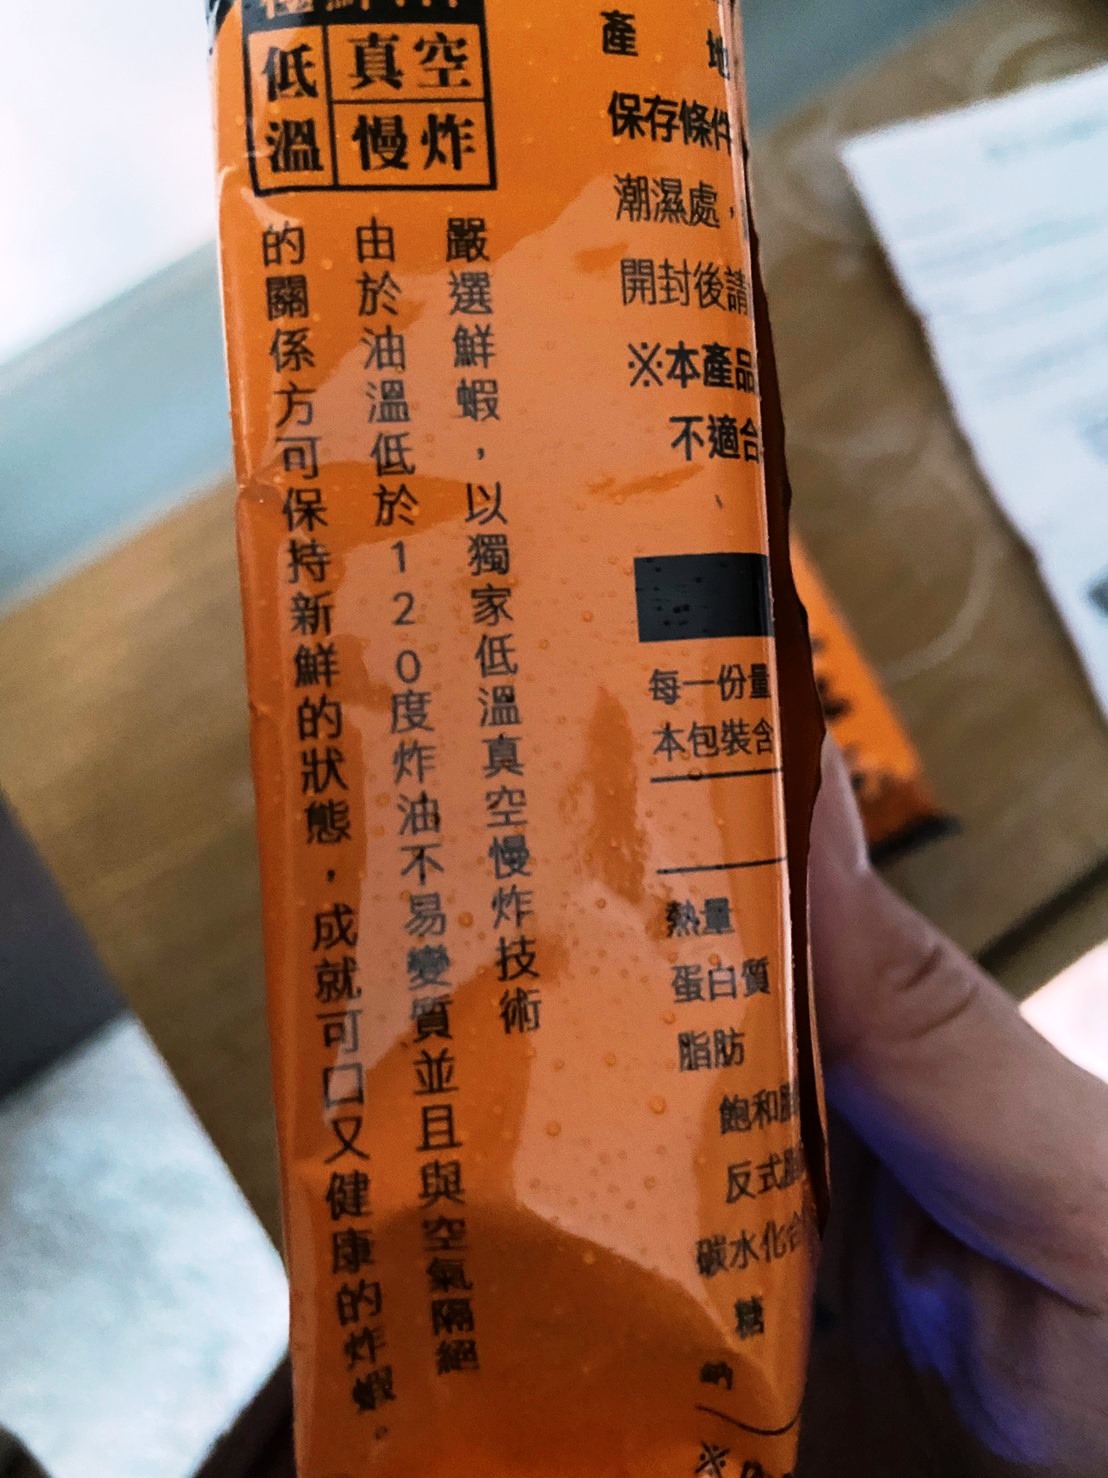 低溫
真空
慢炸
嚴選鮮蝦，以獨家低溫真空慢炸技術
由於油溫低於120度炸油不易變質並且與空氣隔絕
的關係方可保持新鮮的狀態，成就可口又健康的炸蝦。
產 地
保存條件
潮濕處，
開封後請
※本產品
不適合
每一份量
本包裝含
熱量
蛋白質
脂肪
飽和脂
反式脂
碳水化合
糖
鈉
※